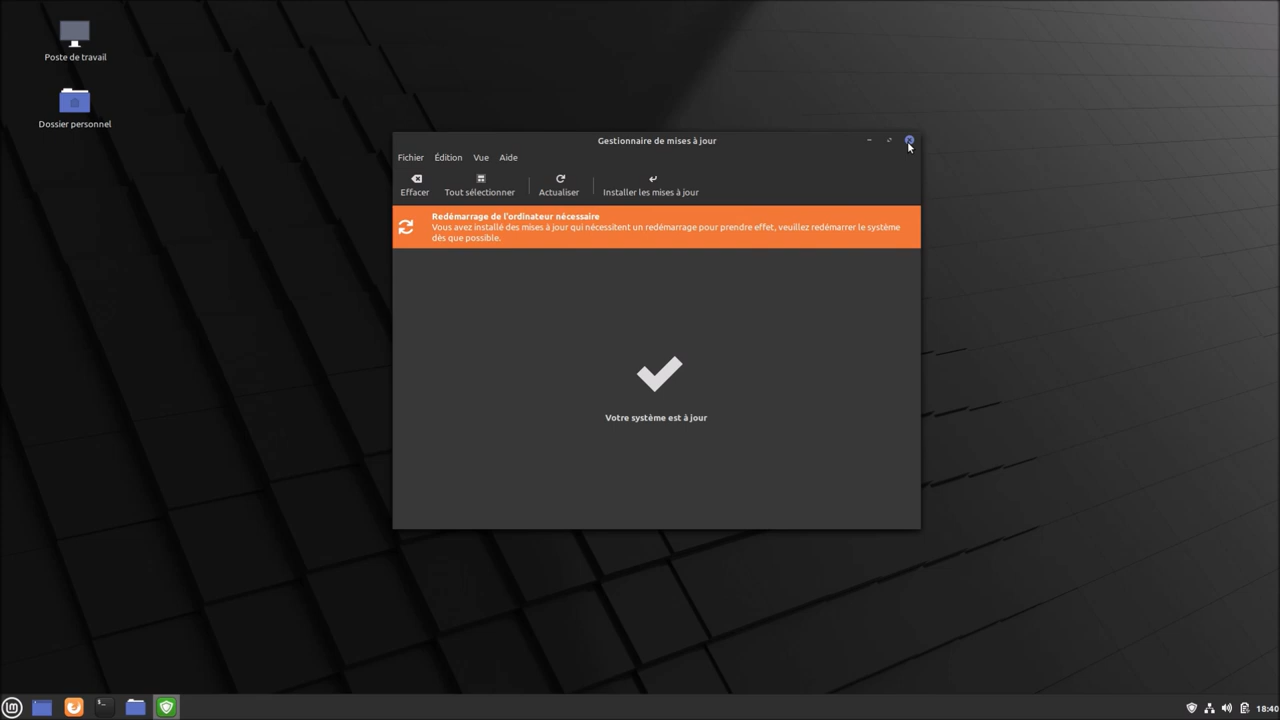 Poste de travail
Dossier personnel
Gestionnaire de mises à jour
Fichier Édition Vue Aide
Effacer Tout sélectionner Actualiser Installer les mises à jour
Redémarrage de l'ordinateur nécessaire
Vous avez installé des mises à jour qui nécessitent un redémarrage pour prendre effet, veuillez redémarrer le système
dès que possible.
Votre système est à jour
18:40